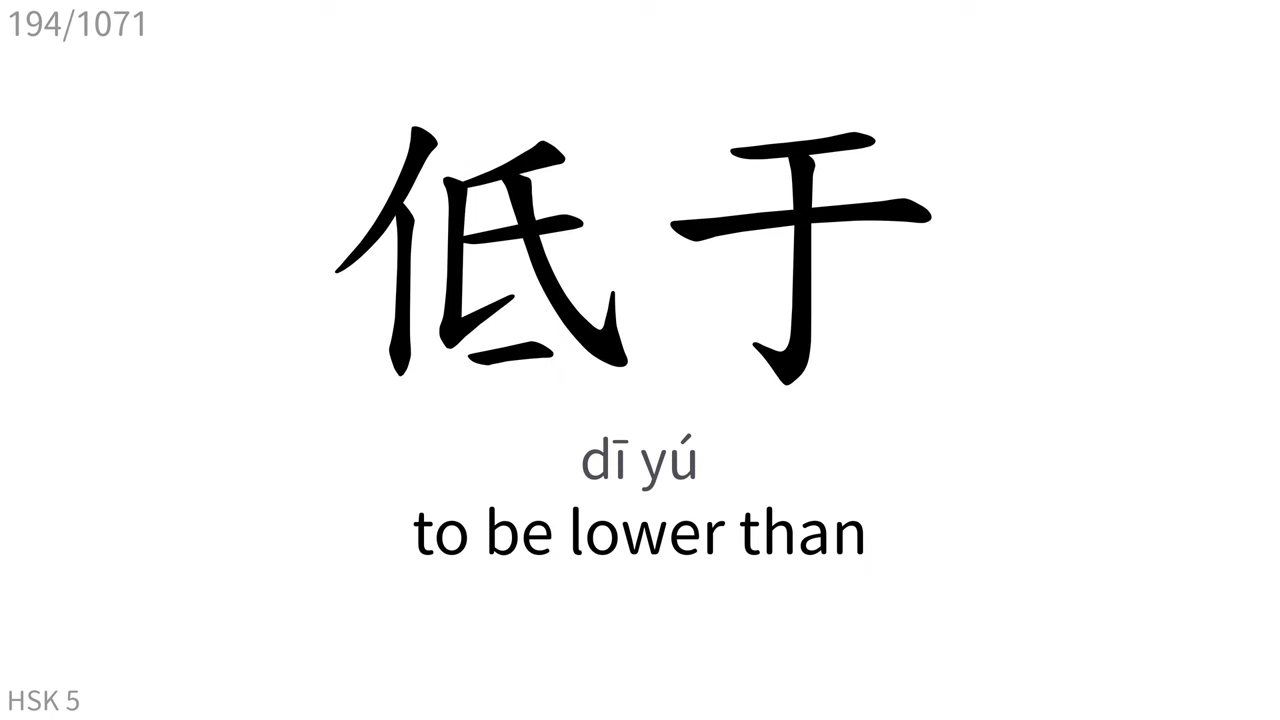 194/1071
低于
dī yú
to be lower than
HSK 5